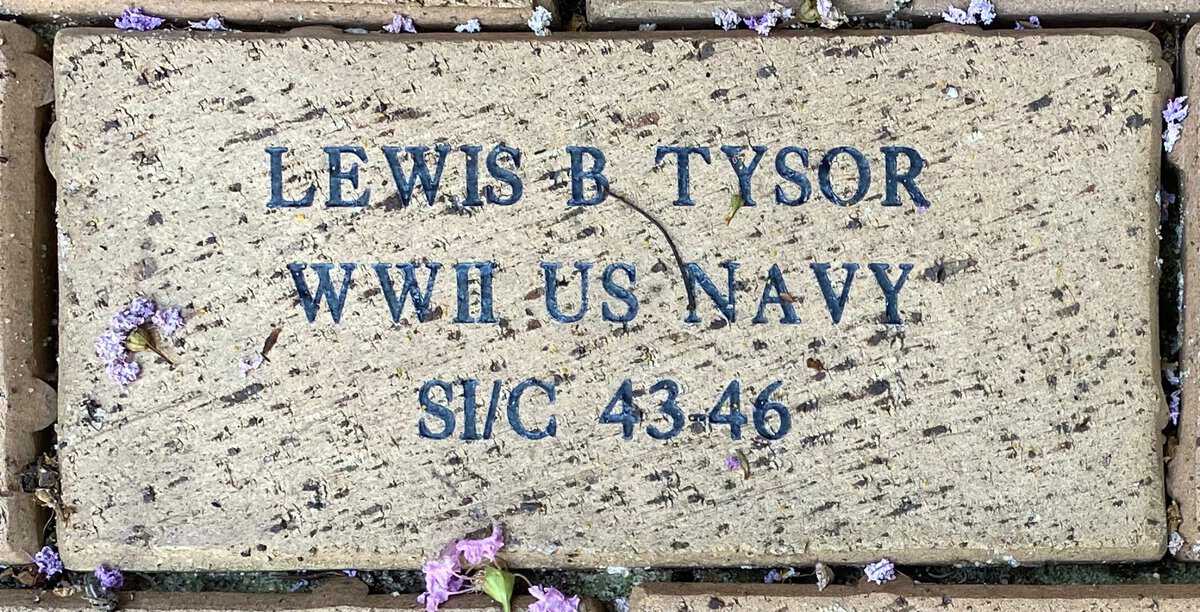 LEWIS B TYSOR
WWII US NAVY
SI/C 43-46